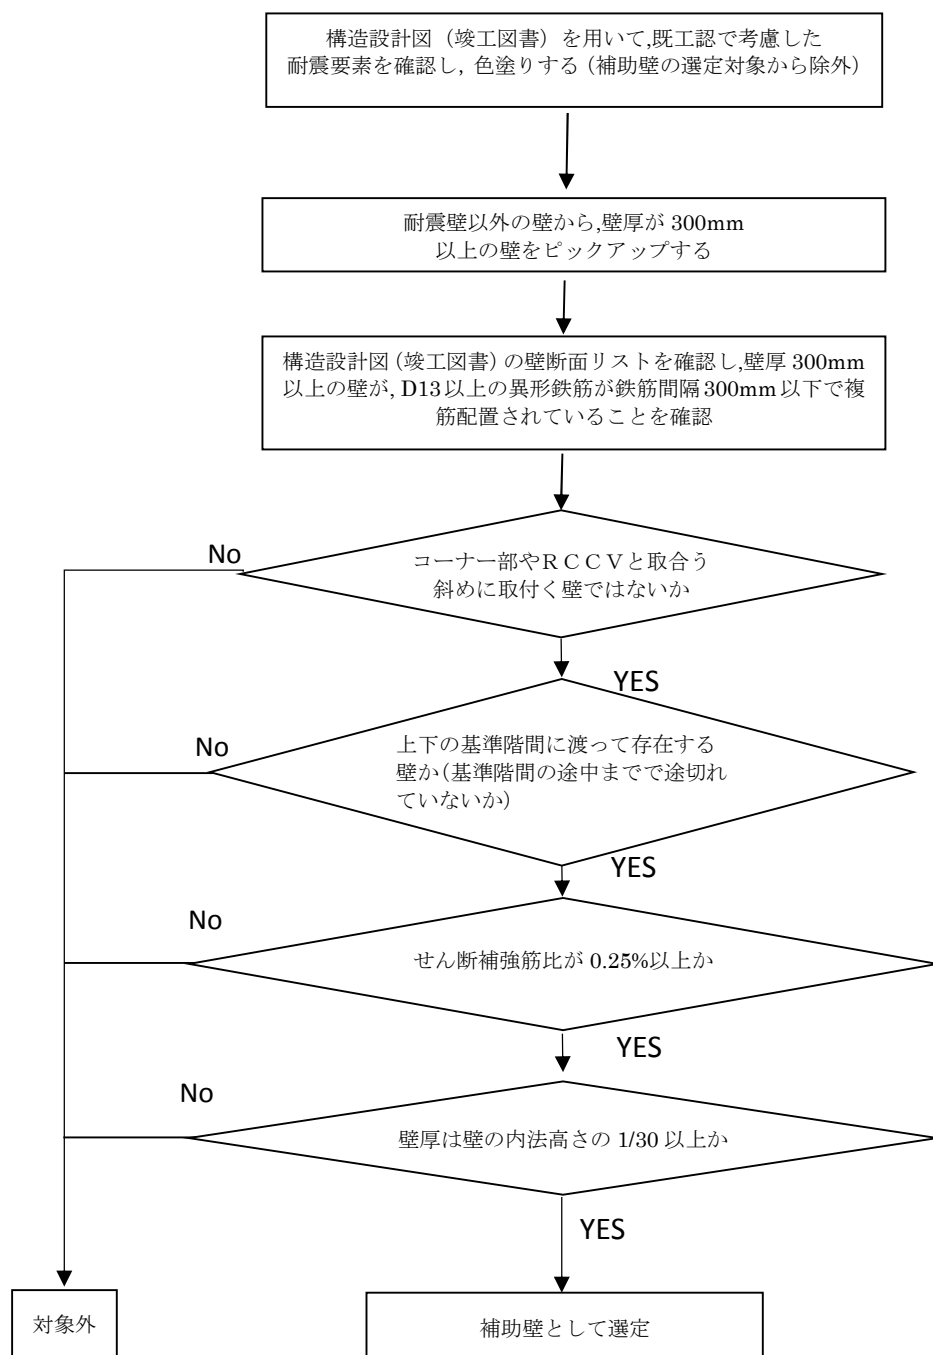 構造設計図（竣工図書）を用いて,既工認で考慮した
耐震要素を確認し, 色塗りする（補助壁の選定対象から除外）
耐震壁以外の壁から,壁厚が 300mm
以上の壁をピックアップする
構造設計図（竣工図書）の壁断面リストを確認し,壁厚 300mm
以上の壁が, D13以上の異形鉄筋が鉄筋間隔300mm以下で複
筋配置されていることを確認
No
コーナー部やＲＣＣＶと取合う
斜めに取付く壁ではないか
YES
No
上下の基準階間に渡って存在する
壁か（基準階間の途中までで途切れ
ていないか）
YES
No
せん断補強筋比が 0.25%以上か
YES
No
壁厚は壁の内法高さの 1/30 以上か
YES
対象外
補助壁として選定